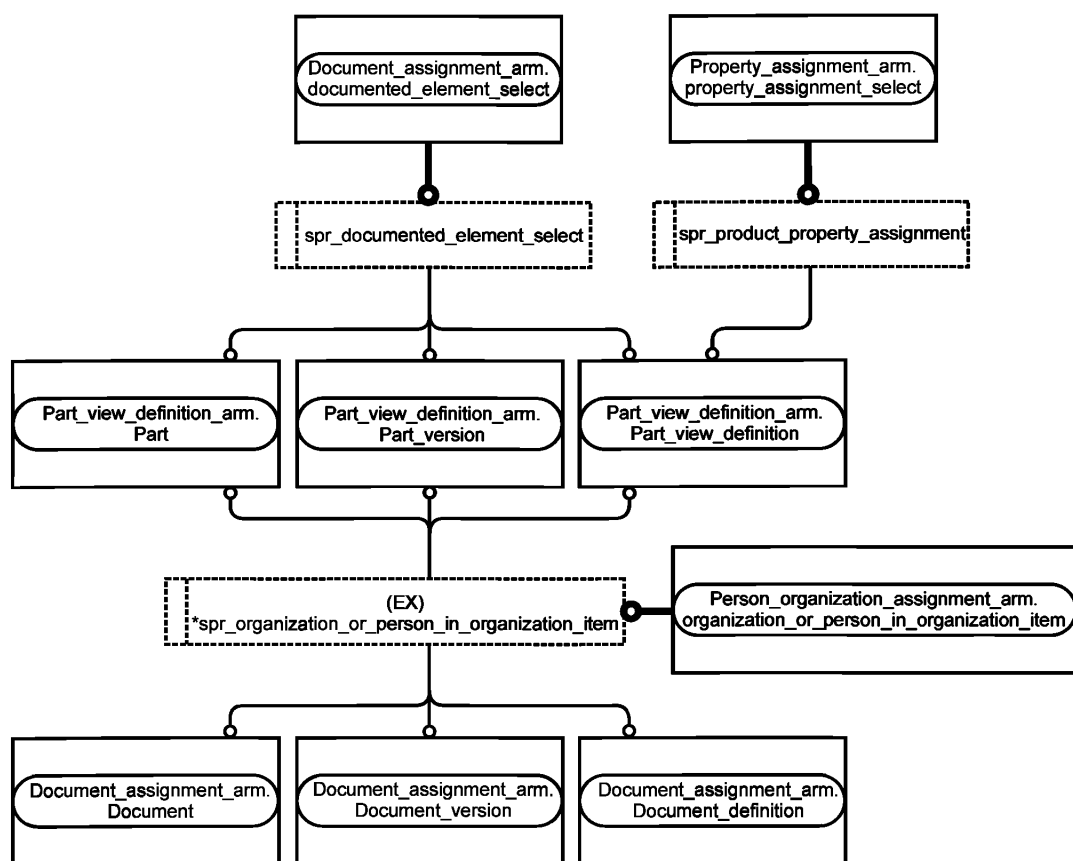 Document_assignment_arm.
documented_element_select
Property_assignment_arm.
property_assignment_select
spr_documented_element_select
spr_product_property_assignment
Part_view_definition_arm.
Part
Part_view_definition_arm.
Part_version
Part_view_definition_arm.
Part_view_definition
(EX)
*spr_organization_or_person_in_organization_item
Person_organization_assignment_arm.
organization_or_person_in_organization_item
Document_assignment_arm.
Document
Document_assignment_arm.
Document_version
Document_assignment_arm.
Document_definition